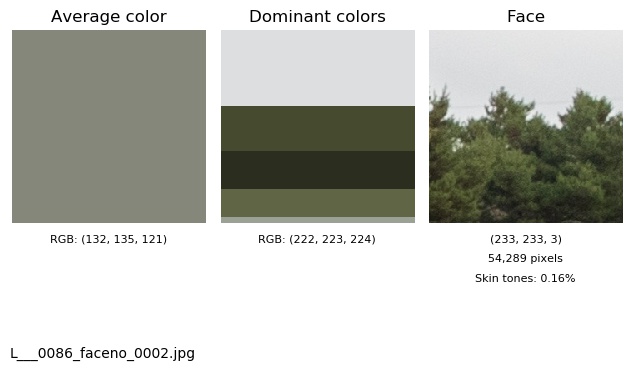 Average color
Dominant colors
Face
RGB: (132, 135, 121)
RGB: (222, 223, 224)
(233, 233, 3)
54,289 pixels
Skin tones: 0.16%
L___0086_faceno_0002.jpg